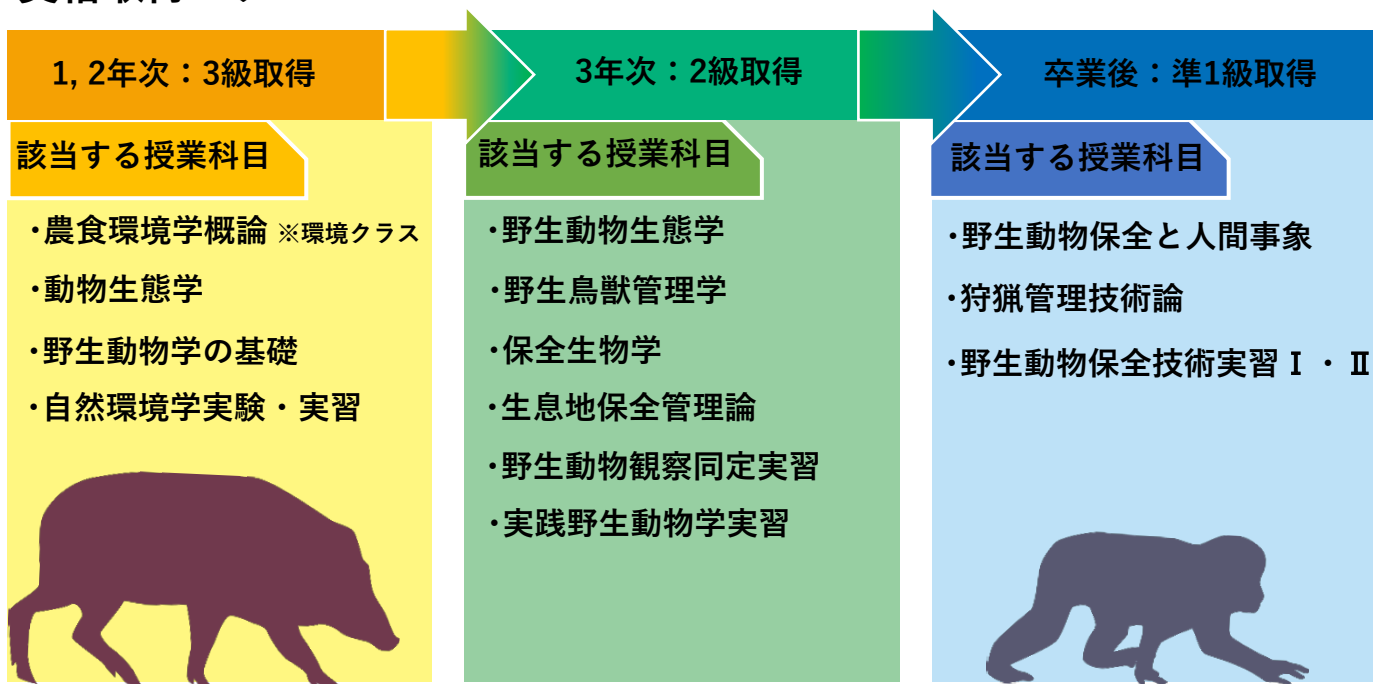 1, 2年次：3級取得
3年次：2級取得
卒業後：準1級取得
該当する授業科目
・農食環境学概論 ※環境クラス
・動物生態学
・野生動物学の基礎
・自然環境学実験・実習
該当する授業科目
・野生動物生態学
・野生鳥獣管理学
・保全生物学
・生息地保全管理論
・野生動物観察同定実習
・実践野生動物学実習
該当する授業科目
・野生動物保全と人間事象
・狩猟管理技術論
・野生動物保全技術実習Ⅰ・Ⅱ